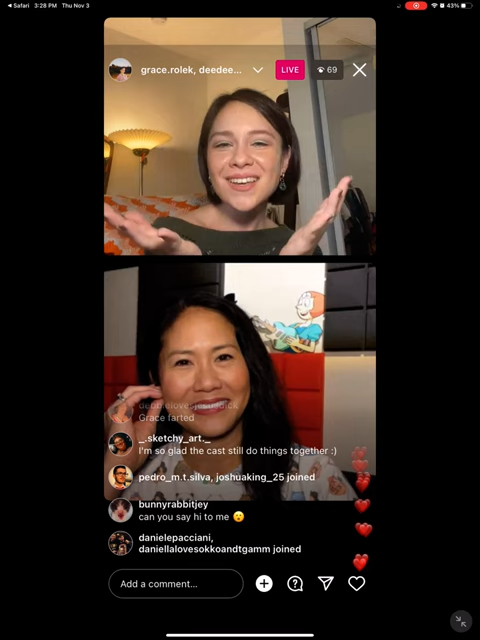 Safari 3:28 PM Thu Nov 3
43%
grace.rolek, deedee...
LIVE
69
Grace farted
_.sketchy_art._
I'm so glad the cast still do things together :)
pedro_m.t.silva, joshuaking_25 joined
bunnyrabbitjey
can you say hi to me 😮
danielepacciani,
daniellalovesokkoandtgamm joined
Add a comment...